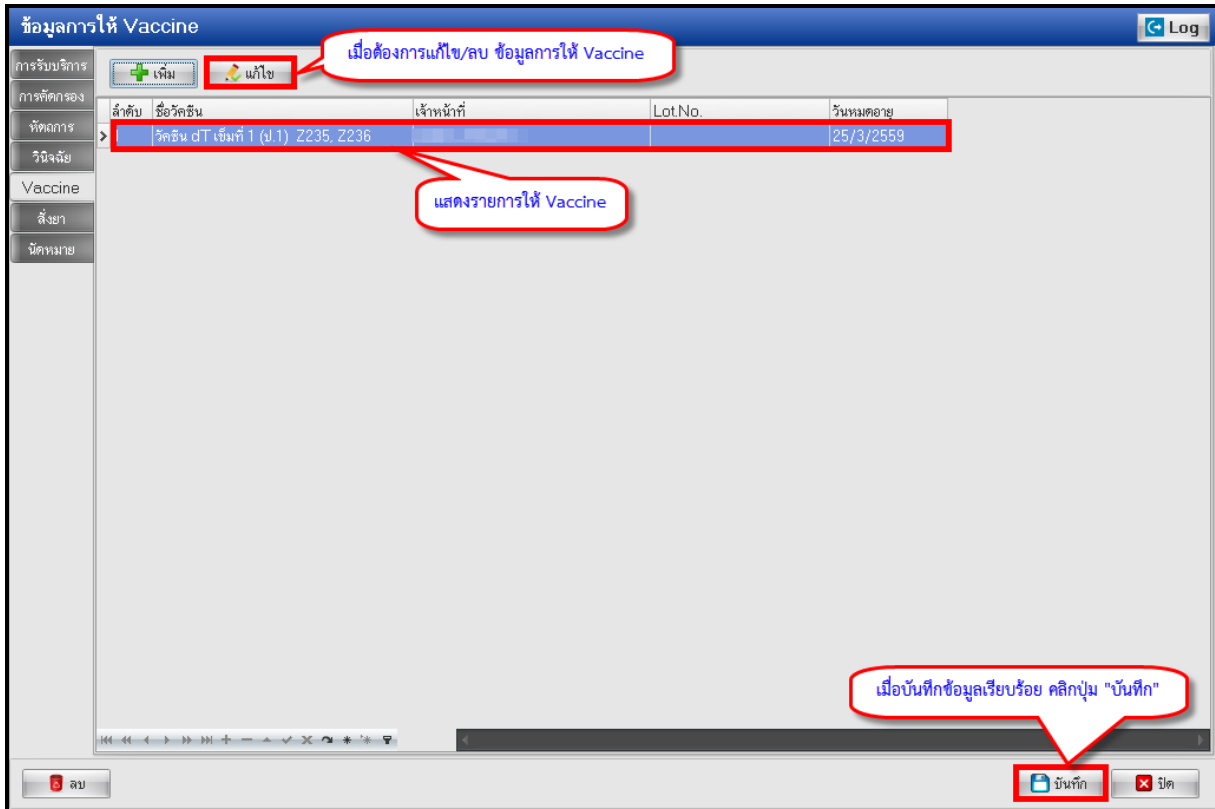 ข้อมูลการให้ Vaccine
Log
เมื่อต้องการแก้ไข/ลบ ข้อมูลการให้ Vaccine
การรับบริการ
เพิ่ม
แก้ไข
การคัดกรอง
ลำดับ ชื่อวัคซีน เจ้าหน้าที่ Lot.No. วันหมดอายุ
หัตถการ
วัคซีน dT เข็มที่ 1 (ป.1) Z235, Z236 25/3/2559
วินิจฉัย
Vaccine
แสดงรายการให้ Vaccine
สั่งยา
นัดหมาย
เมื่อบันทึกข้อมูลเรียบร้อย คลิกปุ่ม "บันทึก"
ลบ
บันทึก
ปิด